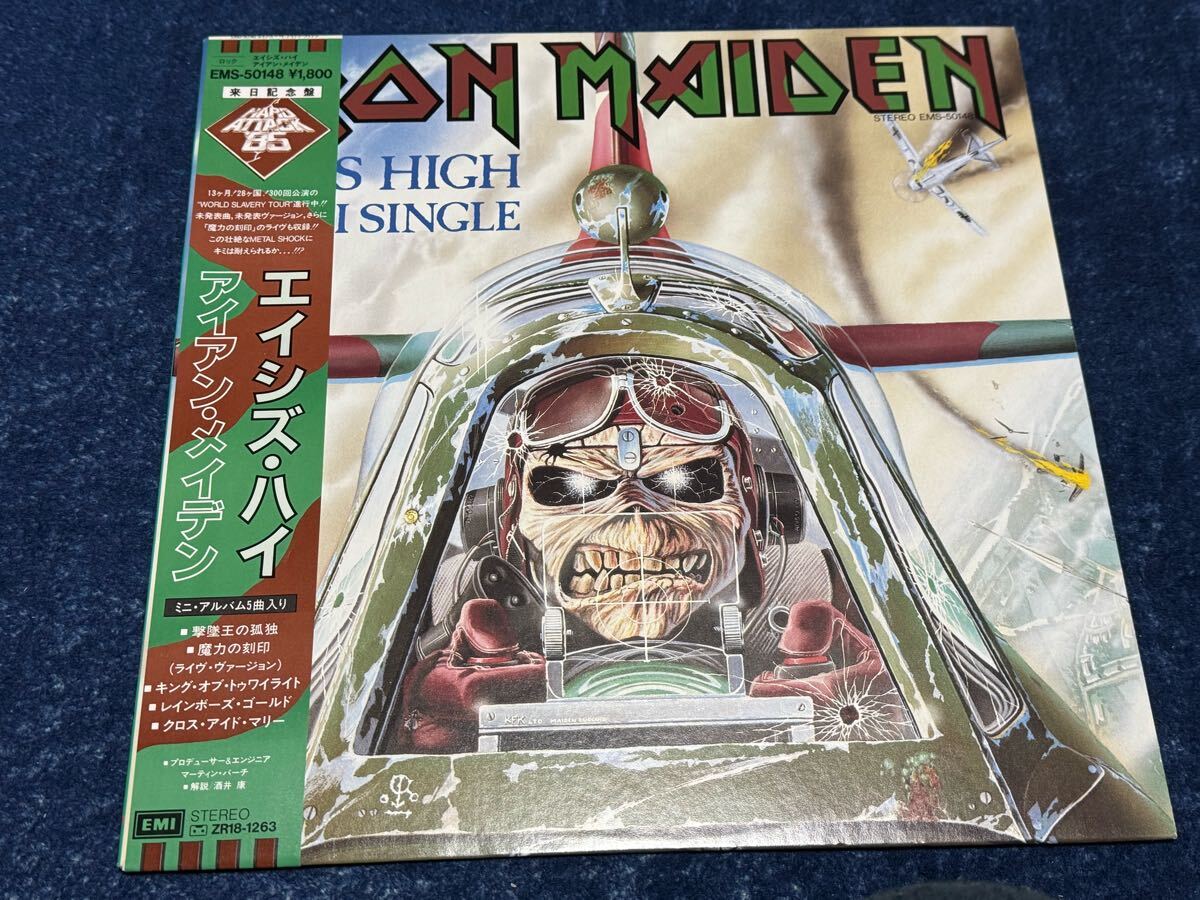 ロック
エイシズ・ハイ
アイアン・メイデン
EMS-50148 ¥1,800
来日記念盤
HARD
ATTACK
'85
13ヶ月!28ヶ国!300回公演の
"WORLD SLAVERY TOUR"進行中!!
未発表曲,未発表ヴァージョン,さらに
「魔力の刻印」のライヴも収録!!
この壮絶なMETAL SHOCKに
キミは耐えられるか....!!?
エイシズ・ハイ
アイアン・メイデン
ミニ・アルバム5曲入り
■撃墜王の孤独
■魔力の刻印
(ライヴ・ヴァージョン)
■キング・オブ・トゥワイライト
■レインボーズ・ゴールド
■クロス・アイド・マリー
■プロデューサー&エンジニア
マーティン・バーチ
■解説 酒井 康
EMI
STEREO
ZR18-1263
RON MAIDEN
STEREO EMS-50148
S HIGH
I SINGLE
KFK LTD